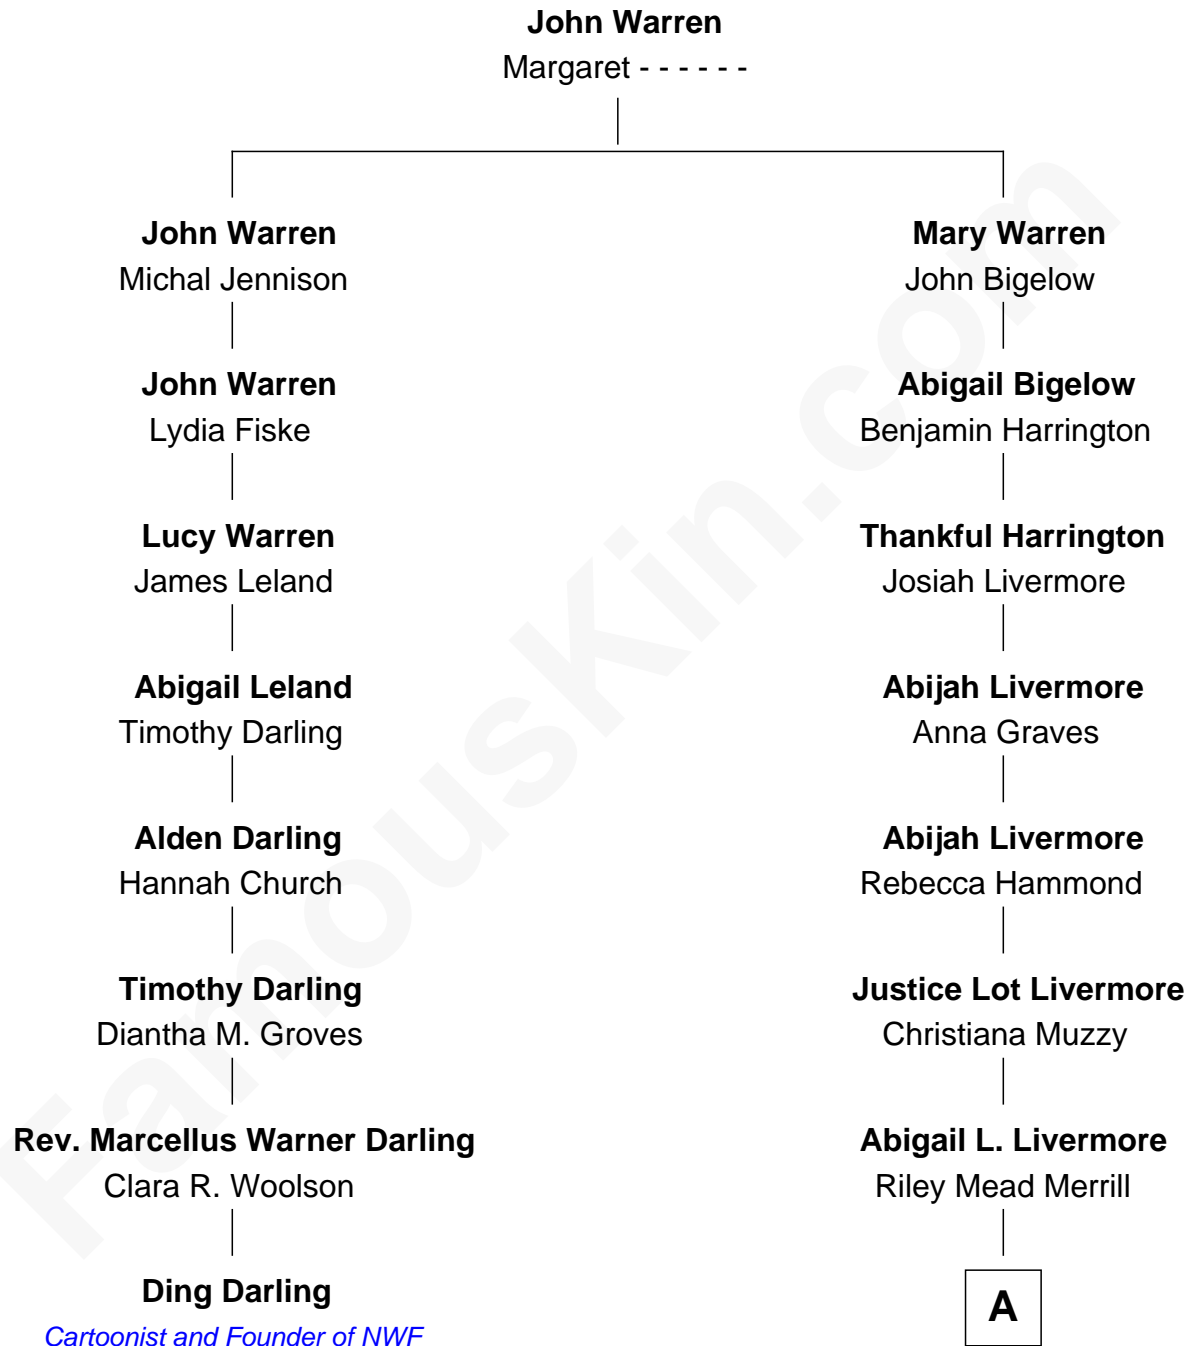 John Warren
Margaret - - - - - -
John Warren
Michal Jennison
John Warren
Lydia Fiske
Lucy Warren
James Leland
Abigail Leland
Timothy Darling
Alden Darling
Hannah Church
Timothy Darling
Diantha M. Groves
Rev. Marcellus Warner Darling
Clara R. Woolson
Ding Darling
Cartoonist and Founder of NWF
Mary Warren
John Bigelow
Abigail Bigelow
Benjamin Harrington
Thankful Harrington
Josiah Livermore
Abijah Livermore
Anna Graves
Abijah Livermore
Rebecca Hammond
Justice Lot Livermore
Christiana Muzzy
Abigail L. Livermore
Riley Mead Merrill
A
FamousKin.com